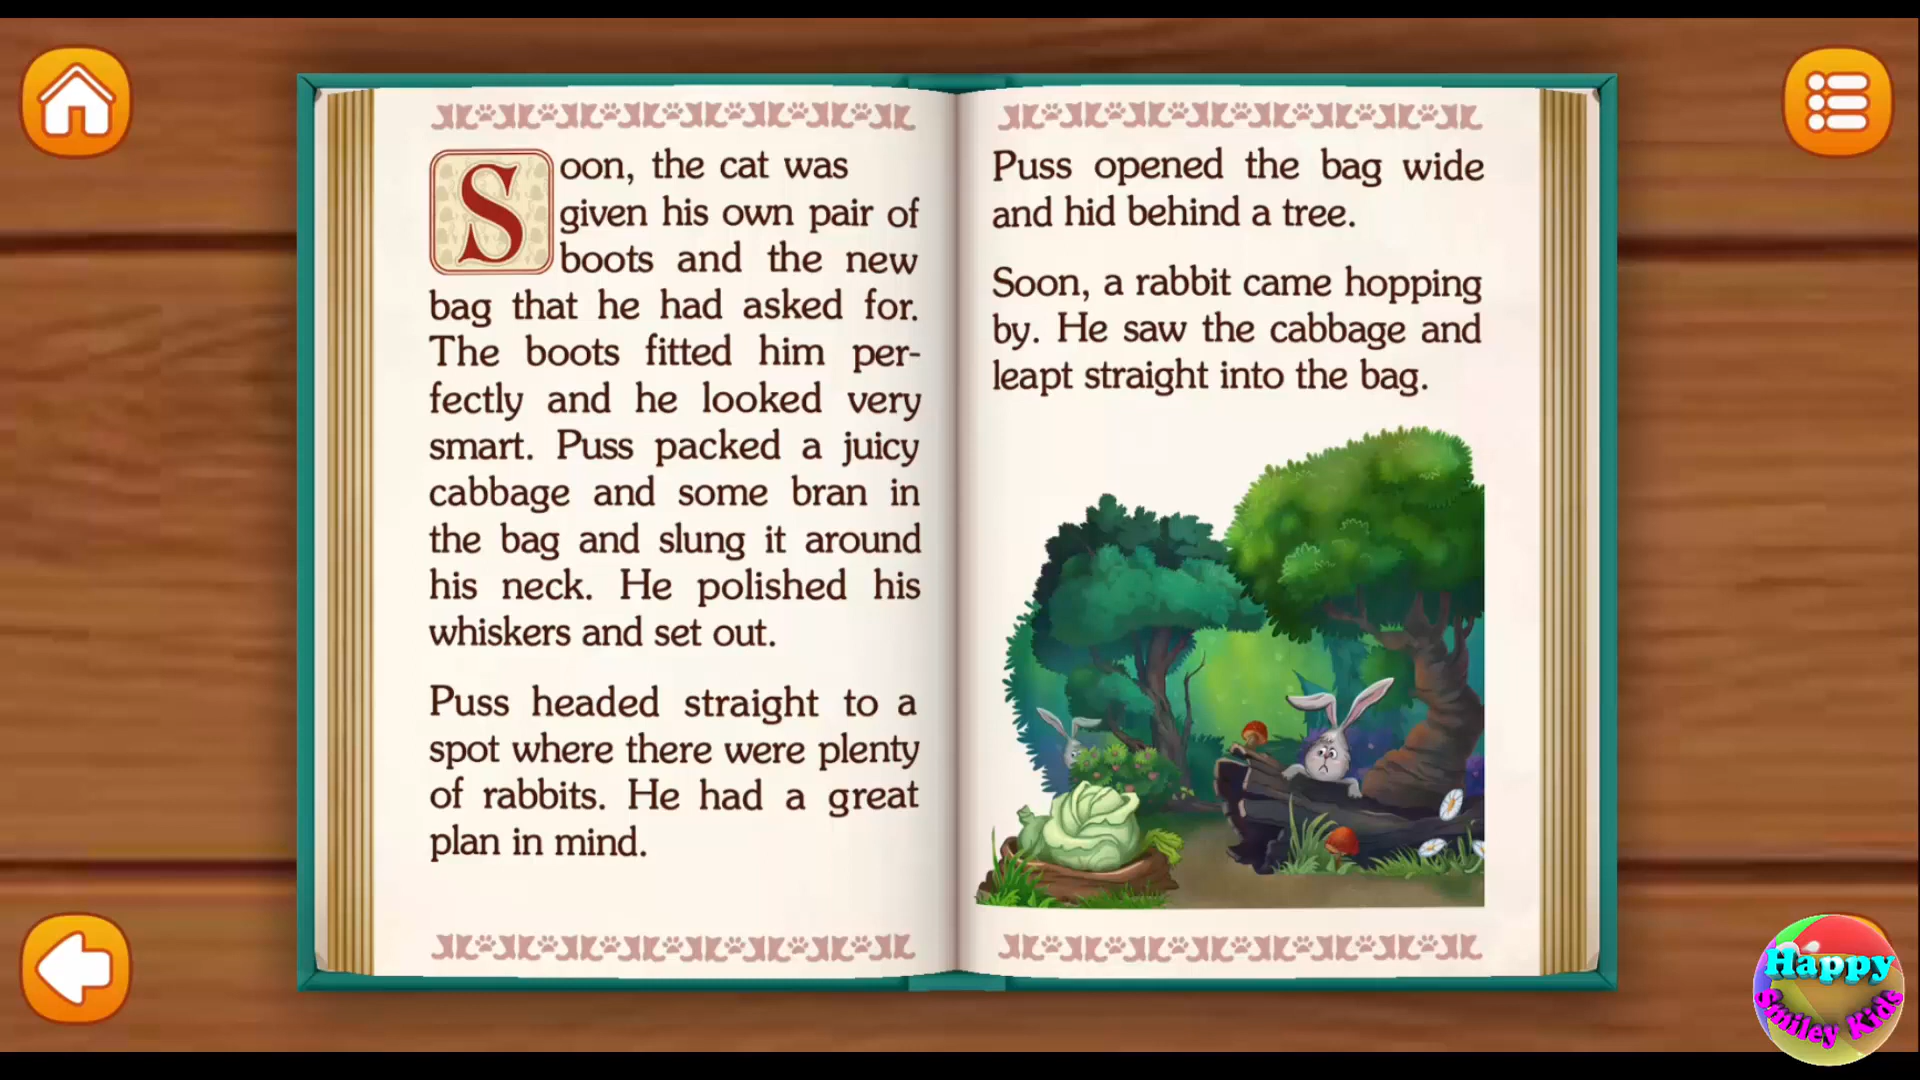 Soon, the cat was
given his own pair of
boots and the new
bag that he had asked for.
The boots fitted him per-
fectly and he looked very
smart. Puss packed a juicy
cabbage and some bran in
the bag and slung it around
his neck. He polished his
whiskers and set out.
Puss headed straight to a
spot where there were plenty
of rabbits. He had a great
plan in mind.
Puss opened the bag wide
and hid behind a tree.
Soon, a rabbit came hopping
by. He saw the cabbage and
leapt straight into the bag.
Happy
Smiley Kids